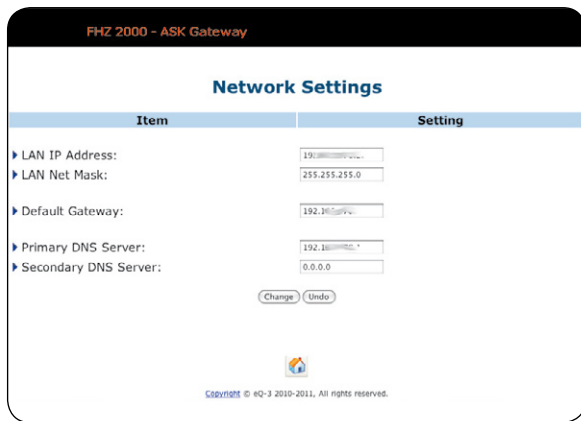 FHZ 2000 - ASK Gateway
Network Settings
Item Setting
LAN IP Address:
LAN Net Mask: 255.255.255.0
Default Gateway:
Primary DNS Server:
Secondary DNS Server: 0.0.0.0
Change Undo
Copyright © eQ-3 2010-2011, All rights reserved.